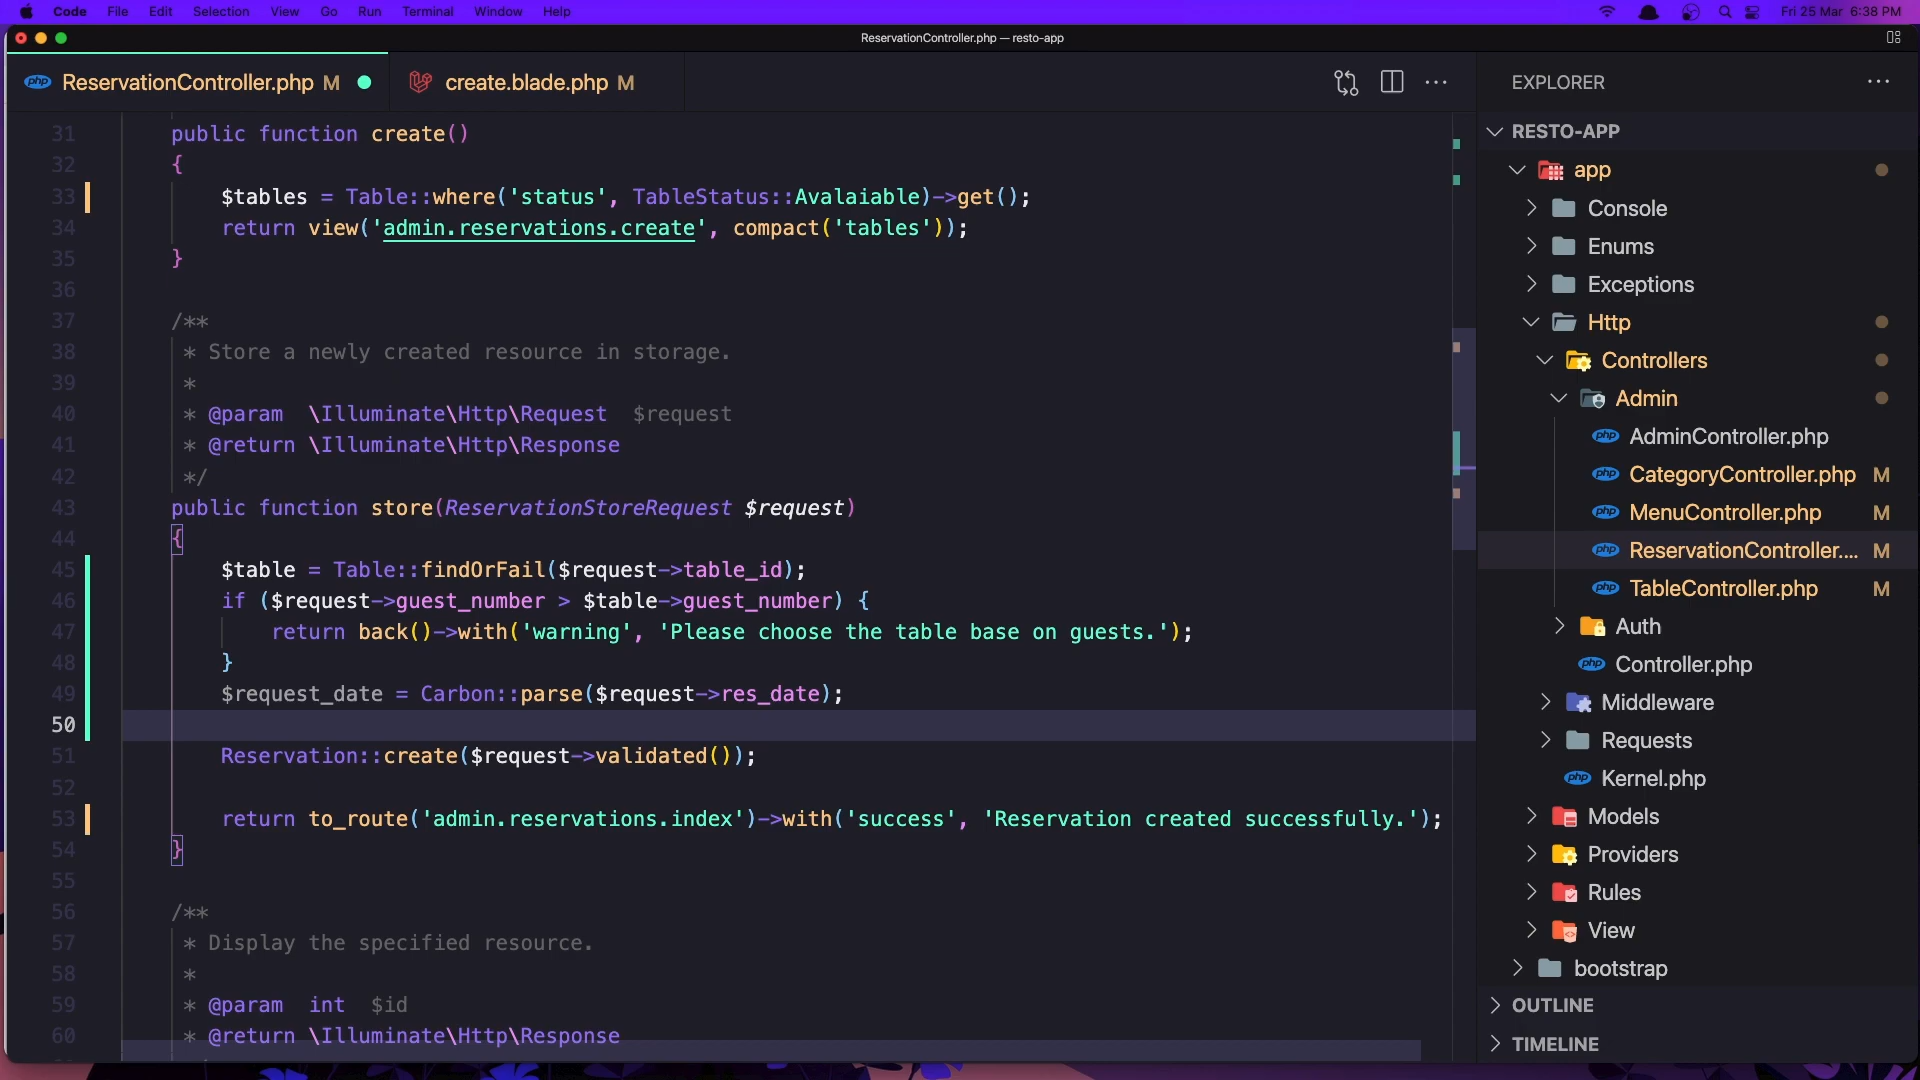 Code File Edit Selection View Go Run Terminal Window Help Fri 25 Mar 6:38 PM
ReservationController.php — resto-app
ReservationController.php M create.blade.php M
31 public function create()
32 {
33 $tables = Table::where('status', TableStatus::Avalaiable)->get();
34 return view('admin.reservations.create', compact('tables'));
35 }
36
37 /**
38 * Store a newly created resource in storage.
39 *
40 * @param \Illuminate\Http\Request $request
41 * @return \Illuminate\Http\Response
42 */
43 public function store(ReservationStoreRequest $request)
44 {
45 $table = Table::findOrFail($request->table_id);
46 if ($request->guest_number > $table->guest_number) {
47 return back()->with('warning', 'Please choose the table base on guests.');
48 }
49 $request_date = Carbon::parse($request->res_date);
50
51 Reservation::create($request->validated());
52
53 return to_route('admin.reservations.index')->with('success', 'Reservation created successfully.');
54 }
55
56 /**
57 * Display the specified resource.
58 *
59 * @param int $id
60 * @return \Illuminate\Http\Response
EXPLORER
RESTO-APP
app
Console
Enums
Exceptions
Http
Controllers
Admin
php AdminController.php
php CategoryController.php M
php MenuController.php M
php ReservationController.... M
php TableController.php M
Auth
php Controller.php
Middleware
Requests
php Kernel.php
Models
Providers
Rules
View
bootstrap
OUTLINE
TIMELINE